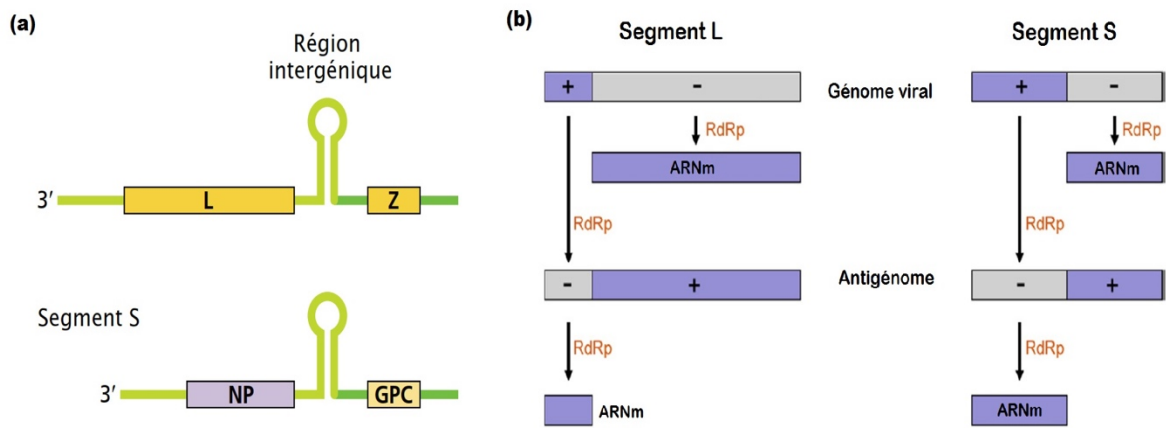 (a)
Région
intergénique
3′
L
Z
Segment S
3′
NP
GPC
(b)
Segment L
Segment S
+
-
Génome viral
+
-
RdRp
RdRp
ARNm
ARNm
RdRp
RdRp
-
+
Antigénome
-
+
RdRp
RdRp
ARNm
ARNm